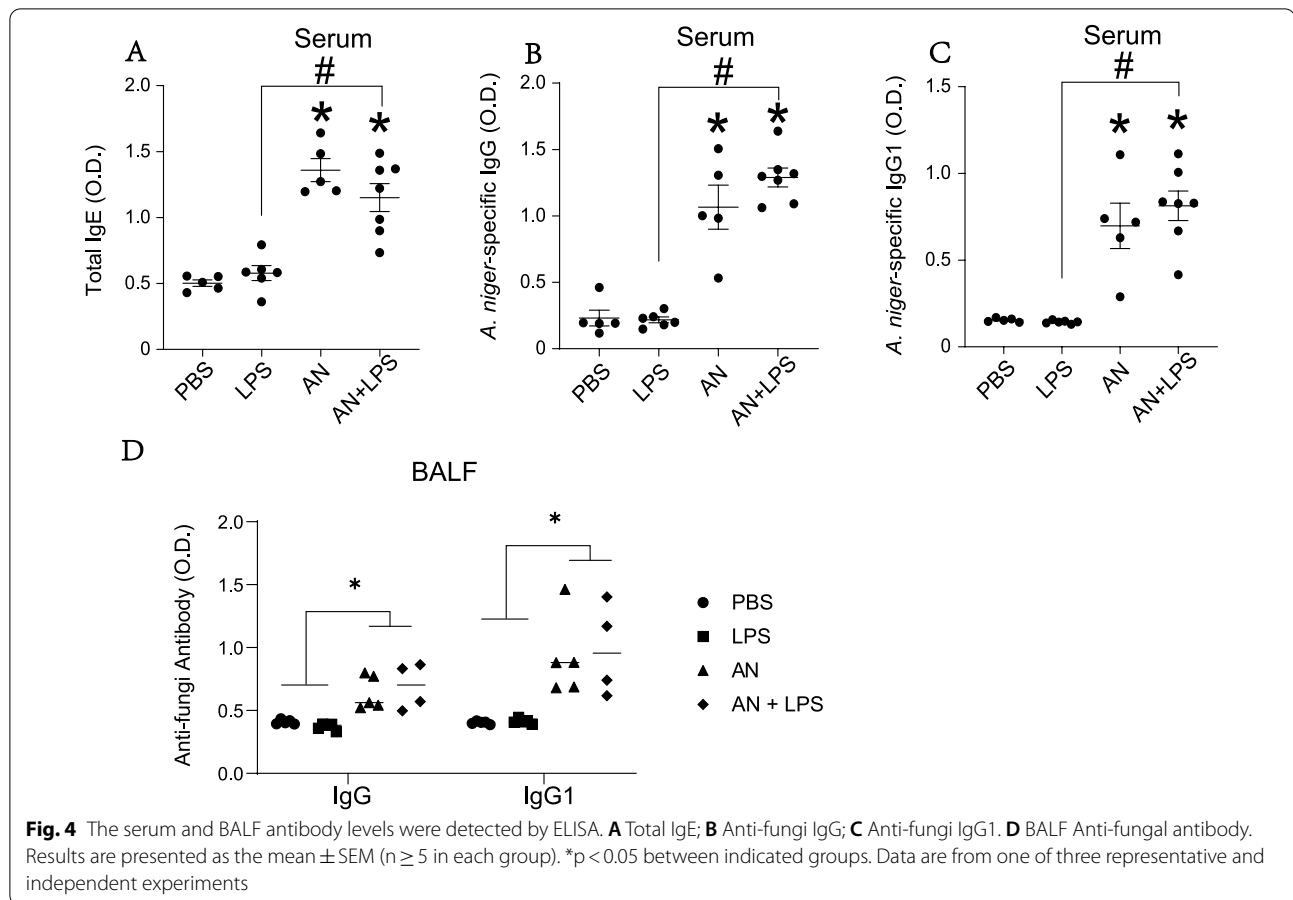 A
Serum
#
Total IgE (O.D.)
2.0
1.5
1.0
0.5
0
*
*
PBS
LPS
AN
AN+LPS
B
Serum
#
A. niger-specific IgG (O.D.)
2.0
1.5
1.0
0.5
0
*
*
PBS
LPS
AN
AN+LPS
C
Serum
#
A. niger-specific IgG1 (O.D.)
1.5
1.0
0.5
0
*
*
PBS
LPS
AN
AN+LPS
D
BALF
Anti-fungi Antibody (O.D.)
2.0
1.5
1.0
0.5
0.0
*
*
IgG
IgG1
PBS
LPS
AN
AN + LPS
Fig. 4 The serum and BALF antibody levels were detected by ELISA. A Total IgE; B Anti-fungi IgG; C Anti-fungi IgG1. D BALF Anti-fungal antibody.
Results are presented as the mean ± SEM (n ≥ 5 in each group). *p < 0.05 between indicated groups. Data are from one of three representative and
independent experiments